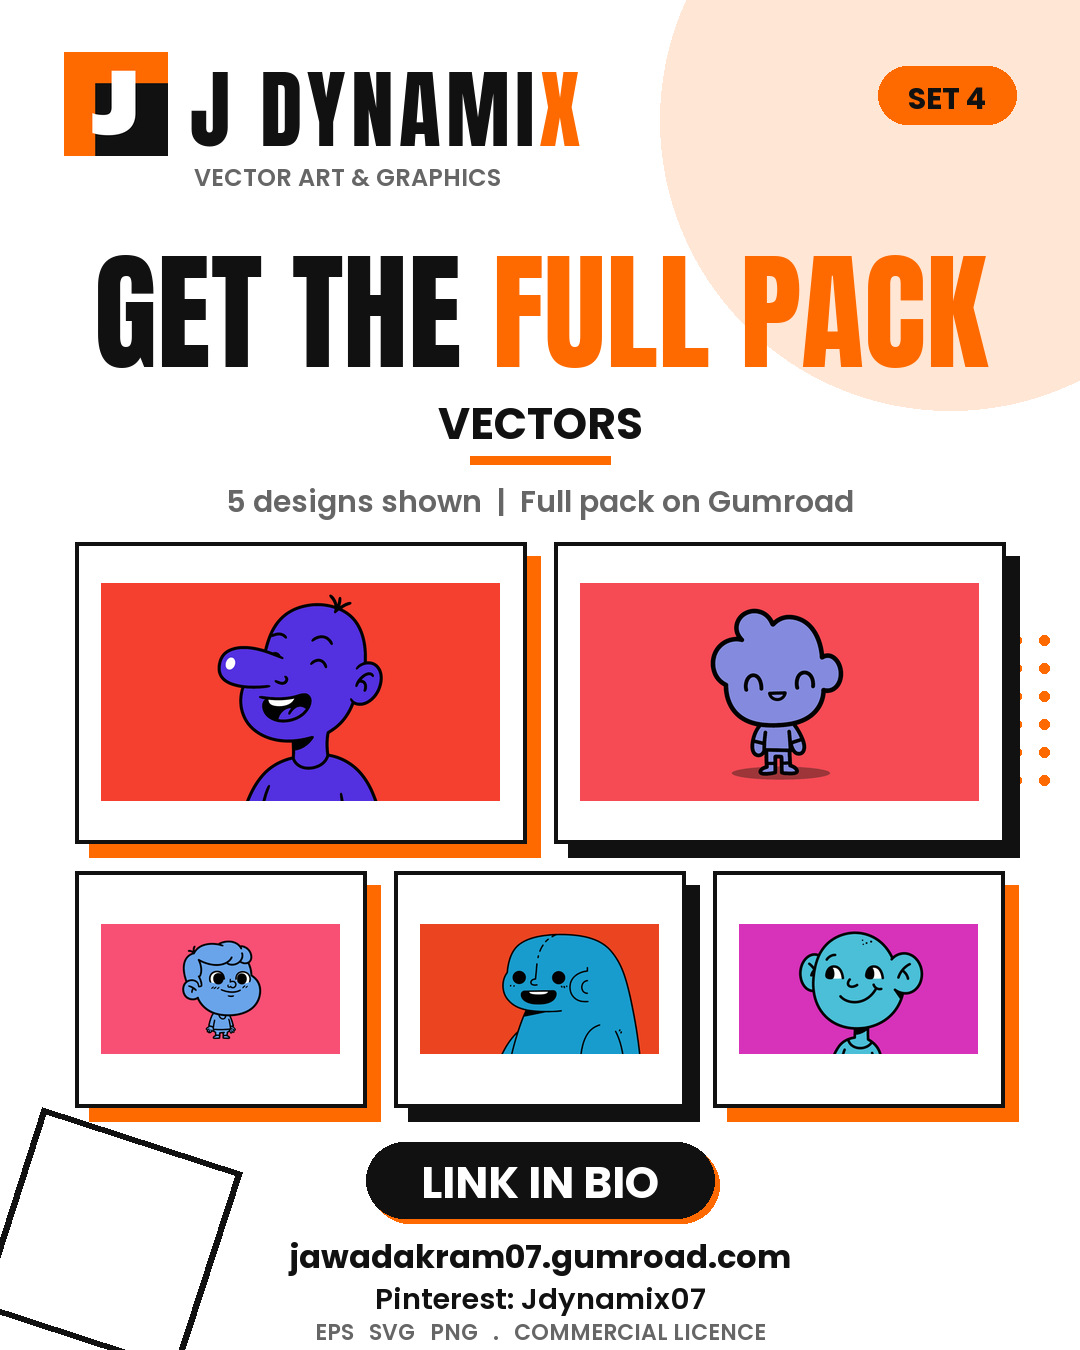 J
J DYNAMIX
VECTOR ART & GRAPHICS
SET 4
GET THE FULL PACK
VECTORS
5 designs shown | Full pack on Gumroad
LINK IN BIO
jawadakram07.gumroad.com
Pinterest: Jdynamix07
EPS SVG PNG . COMMERCIAL LICENCE